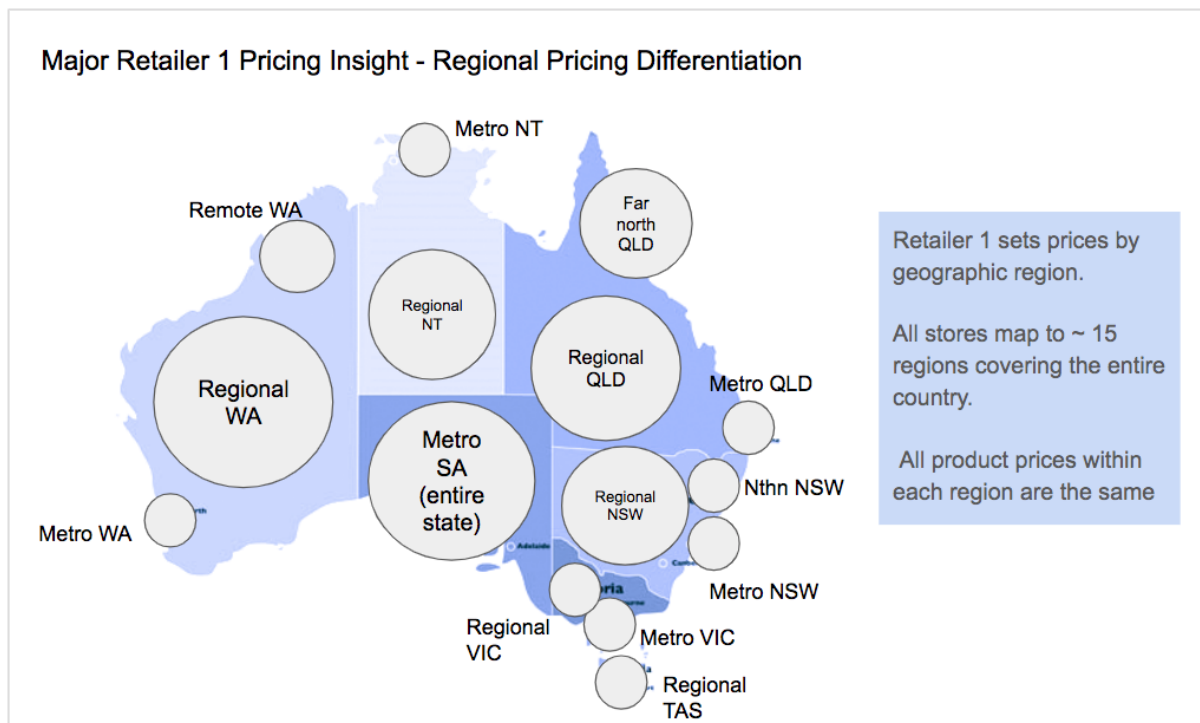 Major Retailer 1 Pricing Insight - Regional Pricing Differentiation
Metro NT
Remote WA
Far
north
QLD
Regional
NT
Regional
WA
Regional
QLD
Metro QLD
Metro
SA
(entire
state)
Regional
NSW
Nthn NSW
Metro WA
rth
Adelaide
Metro NSW
ria
Regional
VIC
Metro VIC
Regional
TAS
Retailer 1 sets prices by
geographic region.
All stores map to ~ 15
regions covering the entire
country.
All product prices within
each region are the same